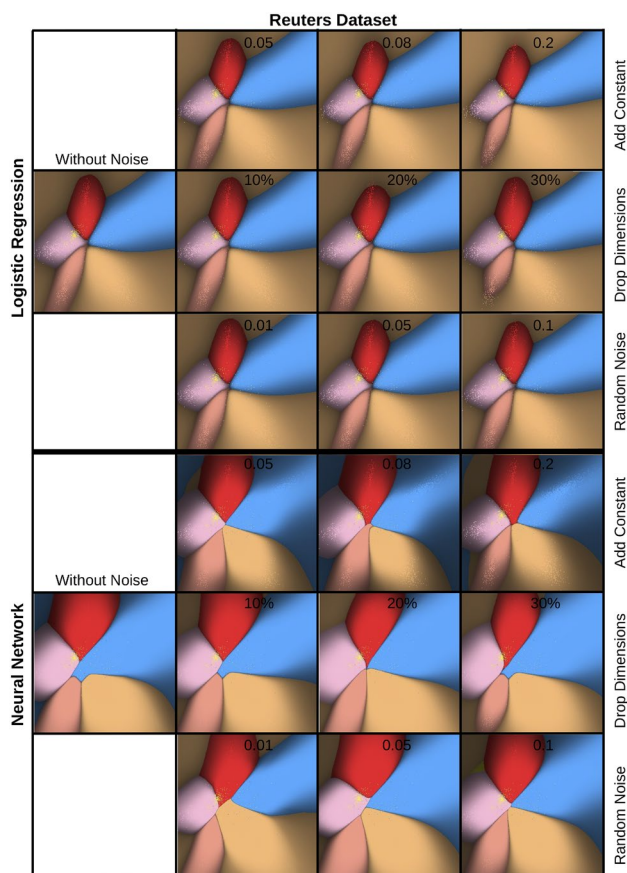 Reuters Dataset
Logistic Regression
0.05
0.08
0.2
Add Constant
Without Noise
10%
20%
30%
Drop Dimensions
0.01
0.05
0.1
Random Noise
Neural Network
0.05
0.08
0.2
Add Constant
Without Noise
10%
20%
30%
Drop Dimensions
0.01
0.05
0.1
Random Noise